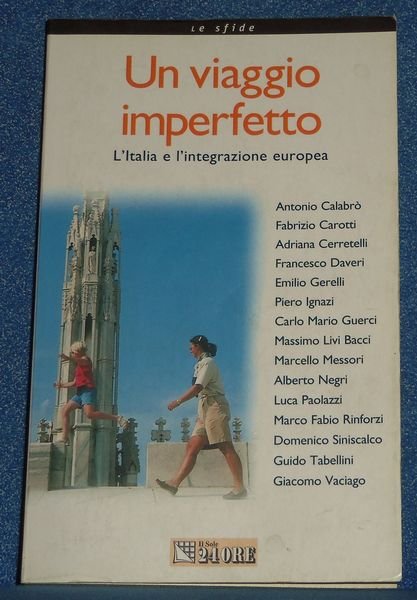 Le sfide
Un viaggio
imperfetto
L'Italia e l'integrazione europea
Antonio Calabrò
Fabrizio Carotti
Adriana Cerretelli
Francesco Daveri
Emilio Gerelli
Piero Ignazi
Carlo Mario Guerci
Massimo Livi Bacci
Marcello Messori
Alberto Negri
Luca Paolazzi
Marco Fabio Rinforzi
Domenico Siniscalco
Guido Tabellini
Giacomo Vaciago
Il Sole
24 ORE